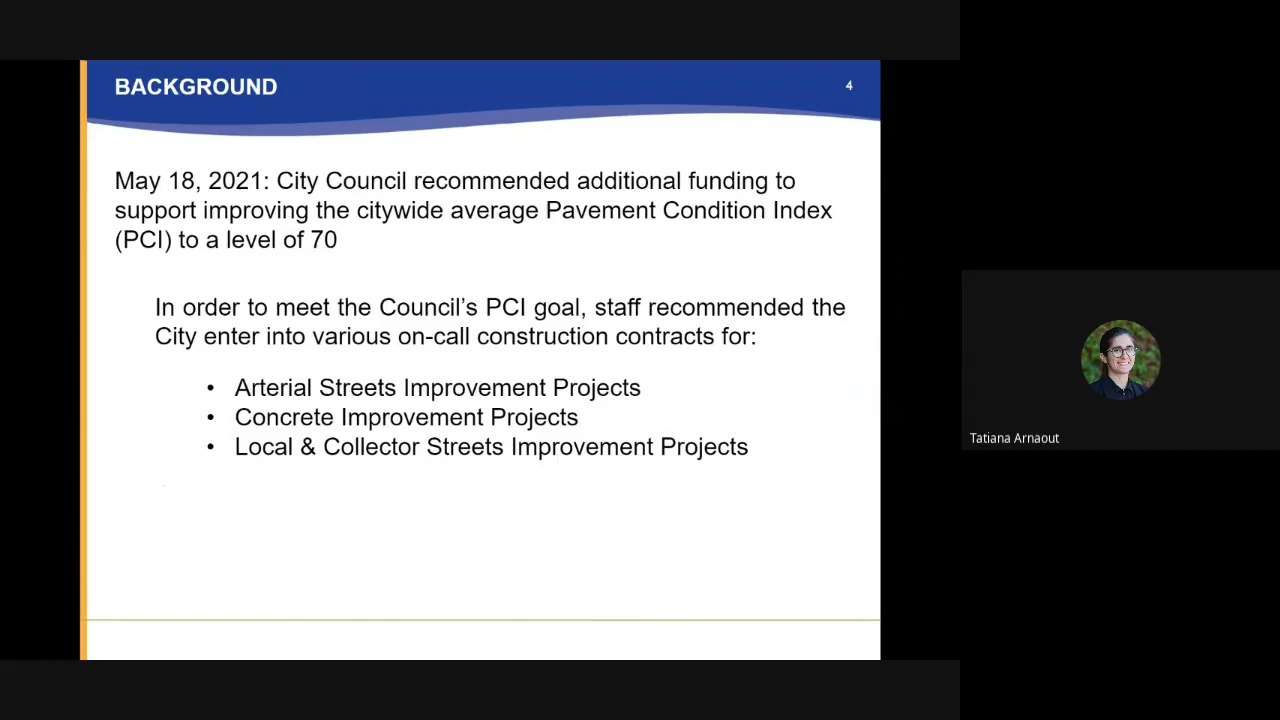 BACKGROUND
4
May 18, 2021: City Council recommended additional funding to
support improving the citywide average Pavement Condition Index
(PCI) to a level of 70
In order to meet the Council’s PCI goal, staff recommended the
City enter into various on-call construction contracts for:
• Arterial Streets Improvement Projects
• Concrete Improvement Projects
• Local & Collector Streets Improvement Projects
Tatiana Arnaout